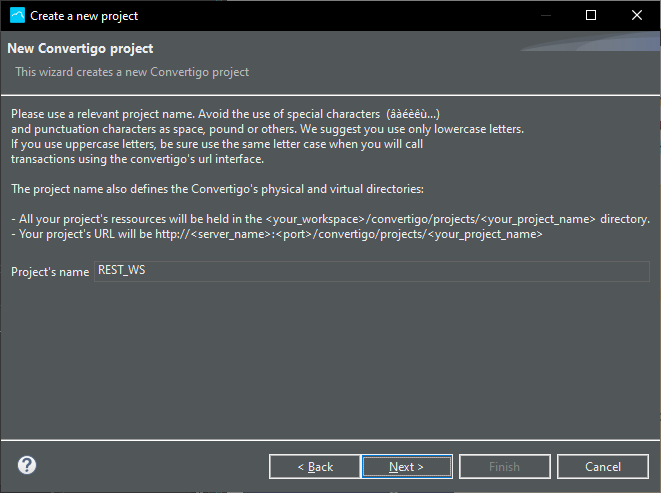 Create a new project
New Convertigo project
This wizard creates a new Convertigo project
Please use a relevant project name. Avoid the use of special characters  (âàéèêù...)
and punctuation characters as space, pound or others. We suggest you use only lowercase letters.
If you use uppercase letters, be sure use the same letter case when you will call
transactions using the convertigo's url interface.
The project name also defines the Convertigo's physical and virtual directories:
- All your project's ressources will be held in the <your_workspace>/convertigo/projects/<your_project_name> directory.
- Your project's URL will be http://<server_name>:<port>/convertigo/projects/<your_project_name>
Project's name REST_WS
?
< Back Next > Finish Cancel